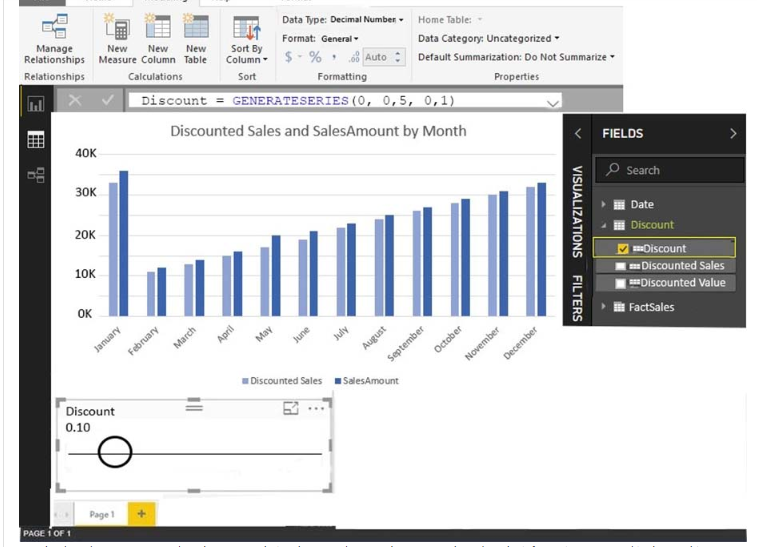 Manage
Relationships
New
Measure
New
Column
New
Table
Sort By
Column
Data Type: Decimal Number
Format: General
$ % , .00 Auto
Home Table:
Data Category: Uncategorized
Default Summarization: Do Not Summarize
Relationships
Calculations
Sort
Formatting
Properties
Discount = GENERATESERIES(0, 0,5, 0,1)
Discounted Sales and SalesAmount by Month
40K
30K
20K
10K
0K
January
February
March
April
May
June
July
August
September
October
November
December
Discounted Sales
SalesAmount
VISUALIZATIONS
FILTERS
FIELDS
Search
Date
Discount
Discount
Discounted Sales
Discounted Value
FactSales
Discount
0.10
Page 1
PAGE 1 OF 1